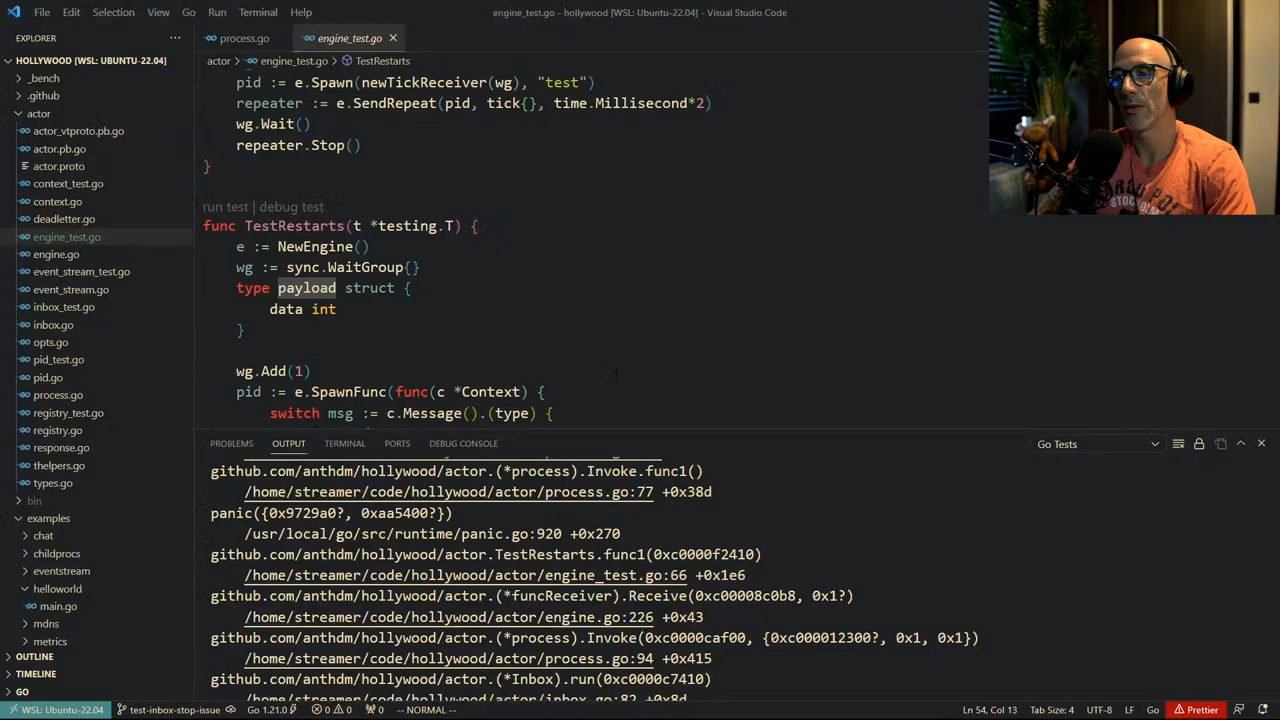 File Edit Selection View Go Run Terminal Help
engine_test.go - hollywood [WSL: Ubuntu-22.04] - Visual Studio Code
EXPLORER
HOLLYWOOD [WSL: UBUNTU-22.04]
_bench
.github
actor
actor_vtproto.pb.go
actor.pb.go
actor.proto
context_test.go
context.go
deadletter.go
engine_test.go
engine.go
event_stream_test.go
event_stream.go
inbox_test.go
inbox.go
opts.go
pid_test.go
pid.go
process.go
registry_test.go
registry.go
response.go
thelpers.go
types.go
bin
examples
chat
childprocs
eventstream
helloworld
main.go
mdns
metrics
OUTLINE
TIMELINE
GO
process.go engine_test.go
actor > engine_test.go > TestRestarts
pid := e.Spawn(newTickReceiver(wg), "test")
repeater := e.SendRepeat(pid, tick{}, time.Millisecond*2)
wg.Wait()
repeater.Stop()
}
run test | debug test
func TestRestarts(t *testing.T) {
e := NewEngine()
wg := sync.WaitGroup{}
type payload struct {
data int
}
wg.Add(1)
pid := e.SpawnFunc(func(c *Context) {
switch msg := c.Message().(type) {
PROBLEMS OUTPUT TERMINAL PORTS DEBUG CONSOLE
Go Tests
github.com/anthdm/hollywood/actor.(*process).Invoke.func1()
/home/streamer/code/hollywood/actor/process.go:77 +0x38d
panic({0x9729a0?, 0xaa5400?})
/usr/local/go/src/runtime/panic.go:920 +0x270
github.com/anthdm/hollywood/actor.TestRestarts.func1(0xc0000f2410)
/home/streamer/code/hollywood/actor/engine_test.go:66 +0x1e6
github.com/anthdm/hollywood/actor.(*funcReceiver).Receive(0xc00008c0b8, 0x1?)
/home/streamer/code/hollywood/actor/engine.go:226 +0x43
github.com/anthdm/hollywood/actor.(*process).Invoke(0xc0000caf00, {0xc000012300?, 0x1, 0x1})
/home/streamer/code/hollywood/actor/process.go:94 +0x415
github.com/anthdm/hollywood/actor.(*Inbox).run(0xc0000c7410)
/home/streamer/code/hollywood/actor/inbox.go:82 +0x8d
WSL: Ubuntu-22.04 test-inbox-stop-issue Go 1.21.0 0 0 0 -- NORMAL -- Ln 54, Col 13 Tab Size: 4 UTF-8 LF Go Prettier